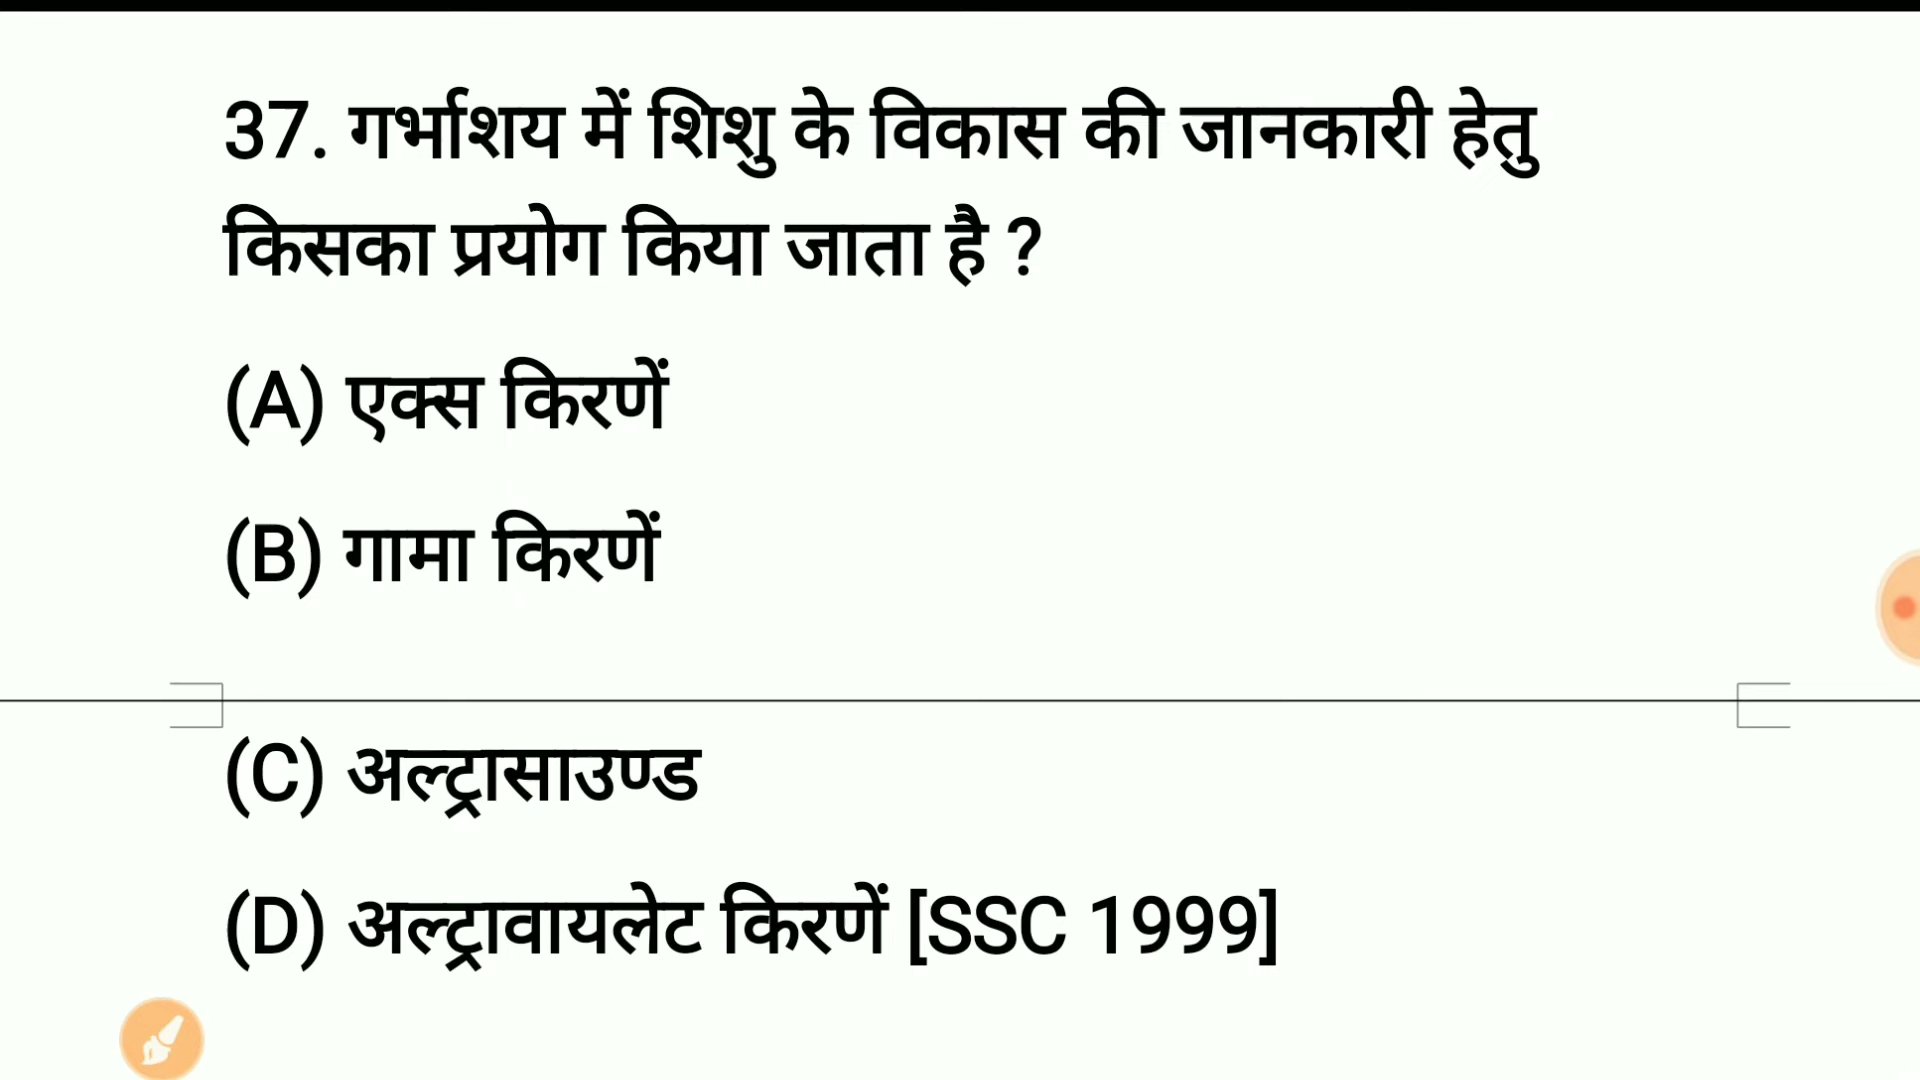 37. गर्भाशय में शिशु के विकास की जानकारी हेतु
किसका प्रयोग किया जाता है ?
(A) एक्स किरणें
(B) गामा किरणें
(C) अल्ट्रासाउण्ड
(D) अल्ट्रावायलेट किरणें [SSC 1999]